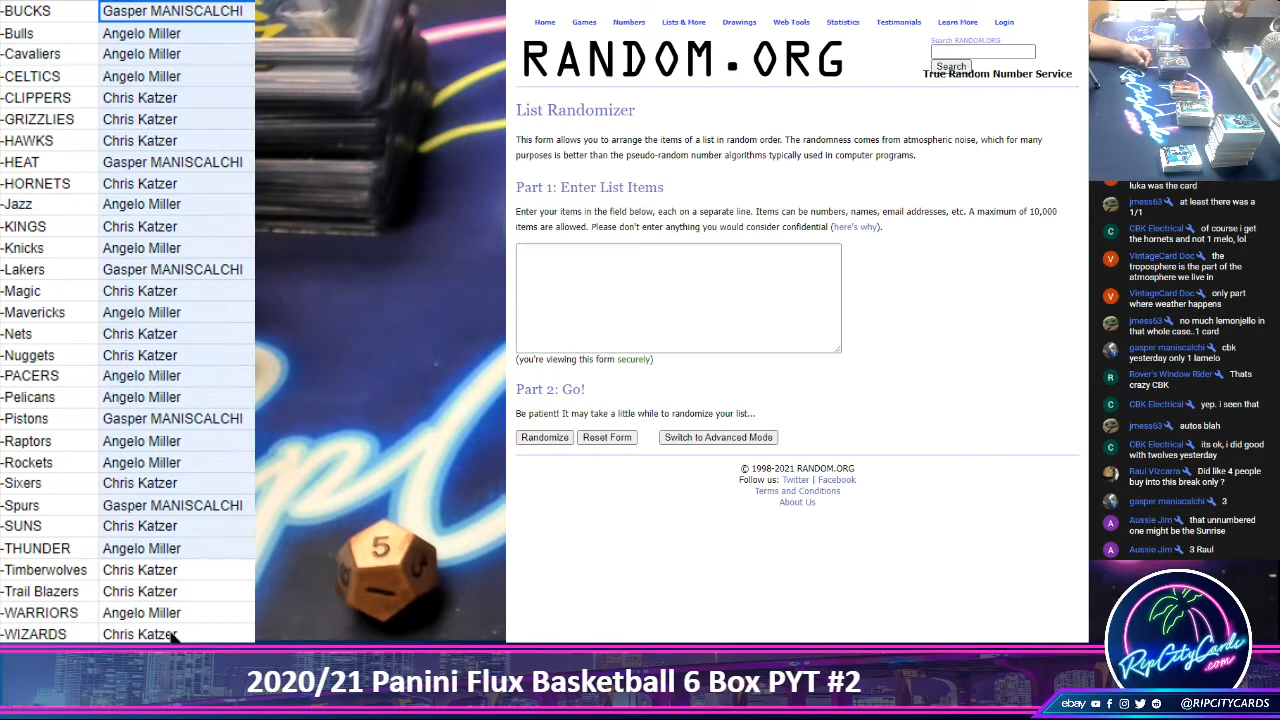 -BUCKS Gasper MANISCALCHI
-Bulls Angelo Miller
-Cavaliers Angelo Miller
-CELTICS Angelo Miller
-CLIPPERS Chris Katzer
-GRIZZLIES Chris Katzer
-HAWKS Chris Katzer
-HEAT Gasper MANISCALCHI
-HORNETS Chris Katzer
-Jazz Angelo Miller
-KINGS Chris Katzer
-Knicks Angelo Miller
-Lakers Gasper MANISCALCHI
-Magic Chris Katzer
-Mavericks Angelo Miller
-Nets Chris Katzer
-Nuggets Chris Katzer
-PACERS Angelo Miller
-Pelicans Angelo Miller
-Pistons Gasper MANISCALCHI
-Raptors Angelo Miller
-Rockets Angelo Miller
-Sixers Chris Katzer
-Spurs Gasper MANISCALCHI
-SUNS Chris Katzer
-THUNDER Angelo Miller
-Timberwolves Chris Katzer
-Trail Blazers Chris Katzer
-WARRIORS Angelo Miller
-WIZARDS Chris Katzer
5
Home Games Numbers Lists & More Drawings Web Tools Statistics Testimonials Learn More Login
RANDOM.ORG
Search RANDOM.ORG
Search
True Random Number Service
List Randomizer
This form allows you to arrange the items of a list in random order. The randomness comes from atmospheric noise, which for many
purposes is better than the pseudo-random number algorithms typically used in computer programs.
Part 1: Enter List Items
Enter your items in the field below, each on a separate line. Items can be numbers, names, email addresses, etc. A maximum of 10,000
items are allowed. Please don't enter anything you would consider confidential (here's why).
(you're viewing this form securely)
Part 2: Go!
Be patient! It may take a little while to randomize your list...
Randomize Reset Form Switch to Advanced Mode
© 1998-2021 RANDOM.ORG
Follow us: Twitter | Facebook
Terms and Conditions
About Us
luka was the card
jmess63 at least there was a
1/1
C CBK Electrical of course i get
the hornets and not 1 melo, lol
V VintageCard Doc the
troposphere is the part of the
atmosphere we live in
V VintageCard Doc only part
where weather happens
jmess63 no much lemonjello in
that whole case..1 card
gasper maniscalchi cbk
yesterday only 1 lamelo
R Rover's Window Rider Thats
crazy CBK
C CBK Electrical yep. i seen that
jmess63 autos blah
C CBK Electrical its ok, i did good
with twolves yesterday
Raul Vizcarra Did like 4 people
buy into this break only ?
gasper maniscalchi 3
A Aussie Jim that unnumbered
one might be the Sunrise
A Aussie Jim 3 Raul
RipCityCards
.com
2020/21 Panini Flux Basketball 6 Box PYT #2
ebay @RIPCITYCARDS